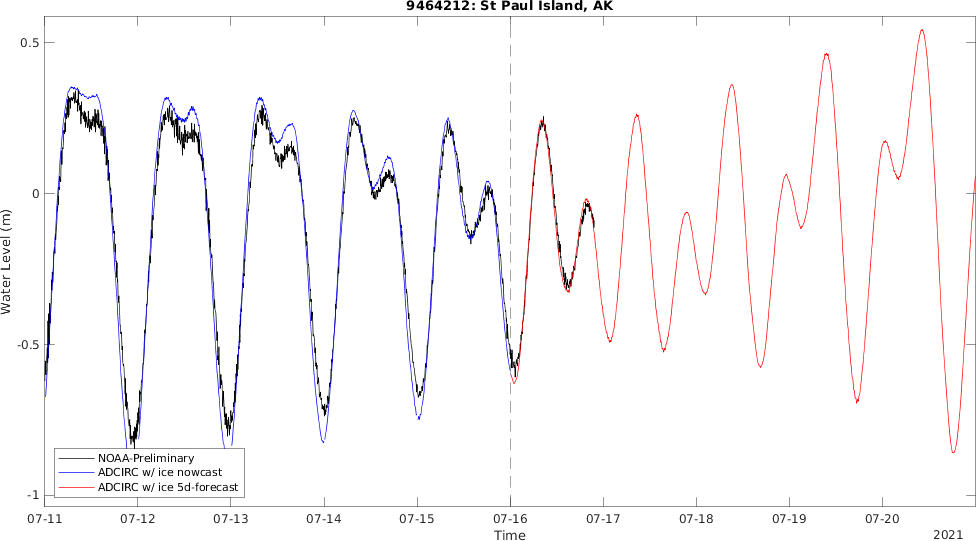 9464212: St Paul Island, AK
Water Level (m)
0.5
0
-0.5
-1
NOAA-Preliminary
ADCIRC w/ ice nowcast
ADCIRC w/ ice 5d-forecast
07-11 07-12 07-13 07-14 07-15 07-16 07-17 07-18 07-19 07-20
Time
2021